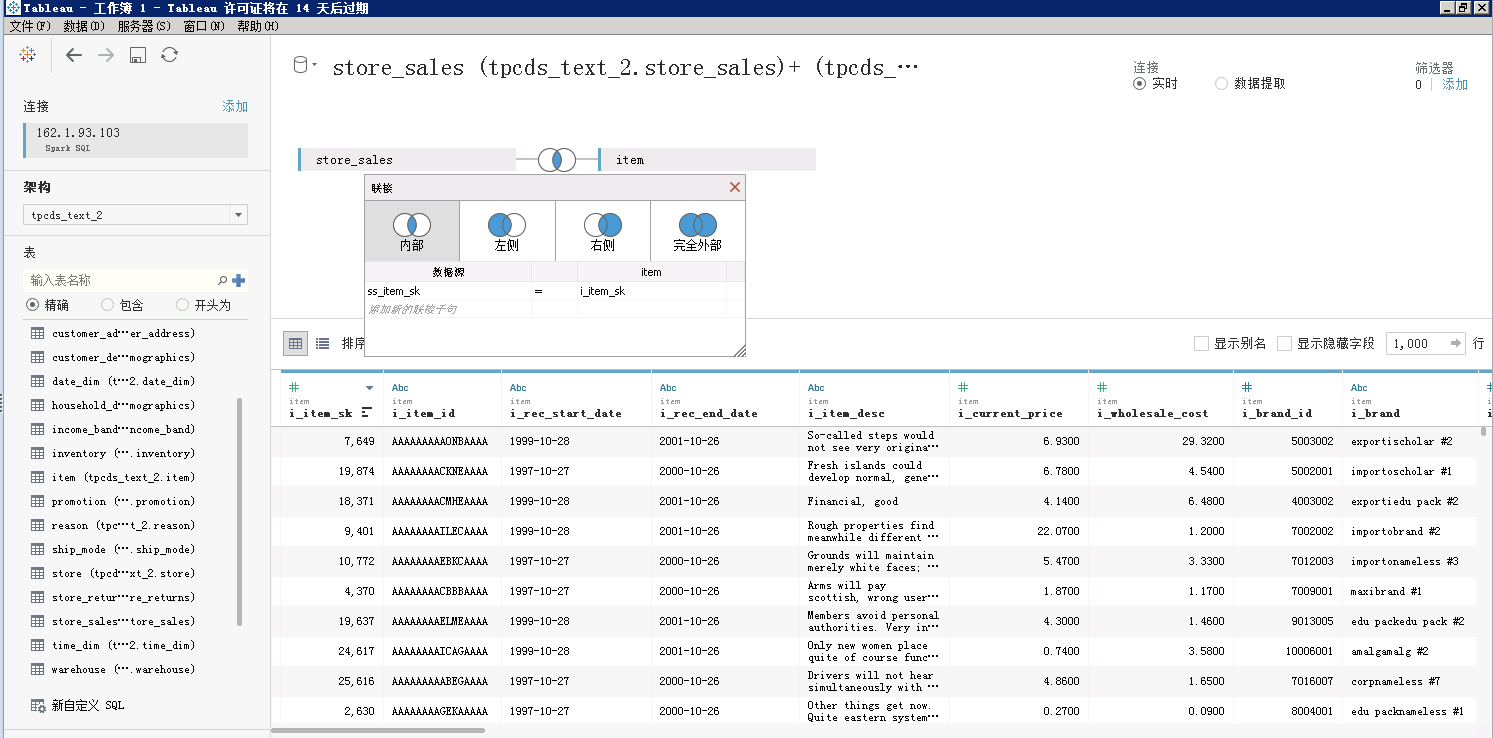 Tableau - 工作簿 1 - Tableau 许可证将在 14 天后过期
文件(F) 数据(D) 服务器(S) 窗口(N) 帮助(H)
store_sales (tpcds_text_2.store_sales)+ (tpcds_…
连接
实时 数据提取
筛选器
0 添加
连接 添加
162.1.93.103
Spark SQL
架构
tpcds_text_2
表
输入表名称
精确 包含 开头为
customer_ad…er_address)
customer_de…mographics)
date_dim (t…2.date_dim)
household_d…mographics)
income_band…ncome_band)
inventory (….inventory)
item (tpcds_text_2.item)
promotion (….promotion)
reason (tpc…t_2.reason)
ship_mode (….ship_mode)
store (tpcd…xt_2.store)
store_retur…re_returns)
store_sales…tore_sales)
time_dim (t…2.time_dim)
warehouse (….warehouse)
新自定义 SQL
store_sales item
联接
内部 左侧 右侧 完全外部
数据源 item
ss_item_sk = i_item_sk
添加新的联接子句
排序
显示别名 显示隐藏字段 1,000 行
Abc Abc Abc Abc Abc
item item item item item item item item item
i_item_sk i_item_id i_rec_start_date i_rec_end_date i_item_desc i_current_price i_wholesale_cost i_brand_id i_brand
7,649 AAAAAAAAAONBAAAA 1999-10-28 2001-10-26 So-called steps would not see very origina… 6.9300 29.3200 5003002 exportischolar #2
19,874 AAAAAAAACKNEAAAA 1997-10-27 2000-10-26 Fresh islands could develop normal, gene… 6.7800 4.5400 5002001 importoscholar #1
18,371 AAAAAAAACMHEAAAA 1999-10-28 2001-10-26 Financial, good 4.1400 6.4800 4003002 exportiedu pack #2
9,401 AAAAAAAAILECAAAA 1999-10-28 2001-10-26 Rough properties find meanwhile different … 22.0700 1.2000 7002002 importobrand #2
10,772 AAAAAAAAEBKCAAAA 1997-10-27 2000-10-26 Grounds will maintain merely white faces; … 5.4700 3.3300 7012003 importonameless #3
4,370 AAAAAAAACBBBAAAA 1997-10-27 2000-10-26 Arms will pay scottish, wrong user… 1.8700 1.1700 7009001 maxibrand #1
19,637 AAAAAAAAELMEAAAA 1997-10-27 2000-10-26 Members avoid personal authorities. Very in… 4.3000 1.4600 9013005 edu packedu pack #2
24,617 AAAAAAAAICAGAAAA 1999-10-28 2001-10-26 Only new women place quite of course func… 0.7400 3.5800 10006001 amalgamalg #2
25,616 AAAAAAAAABEGAAAA 1997-10-27 2000-10-26 Drivers will not hear simultaneously with … 4.8600 1.6500 7016007 corpnameless #7
2,630 AAAAAAAAGEKAAAAA 1997-10-27 2000-10-26 Other things get now. Quite eastern system… 0.2700 0.0900 8004001 edu packnameless #1